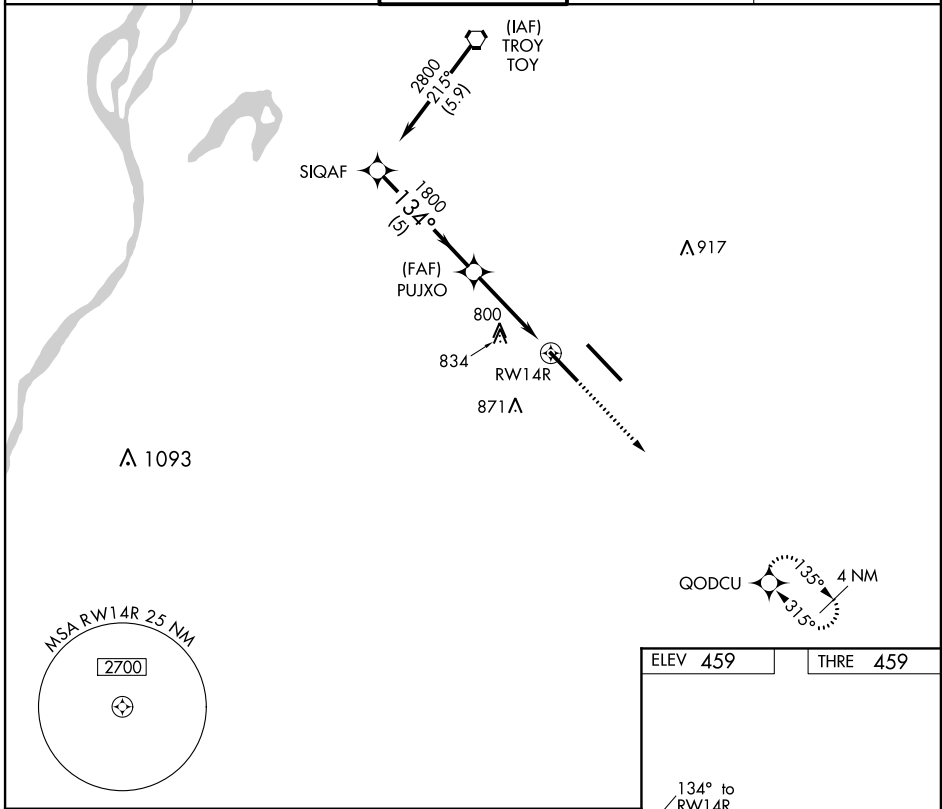 (IAF)
TROY
TOY
2800
215°
(5.9)
SIQAF
1800
134°
(5)
917
(FAF)
PUJXO
800
834
RW14R
871
1093
QODCU
135°
4 NM
315°
MSA RW14R 25 NM
2700
ELEV 459
THRE 459
134° to
RW14R